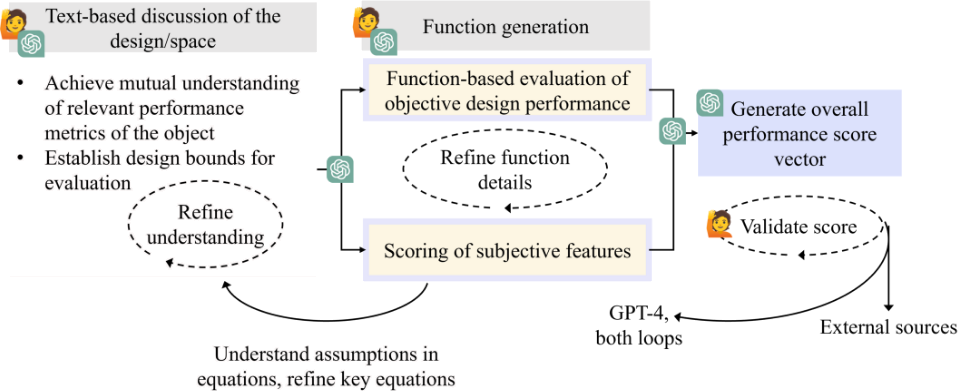 Text-based discussion of the
design/space
• Achieve mutual understanding
of relevant performance
metrics of the object
• Establish design bounds for
evaluation
Refine
understanding
Function generation
Function-based evaluation of
objective design performance
Refine function
details
Scoring of subjective features
Understand assumptions in
equations, refine key equations
Generate overall
performance score
vector
Validate score
GPT-4,
both loops
External sources